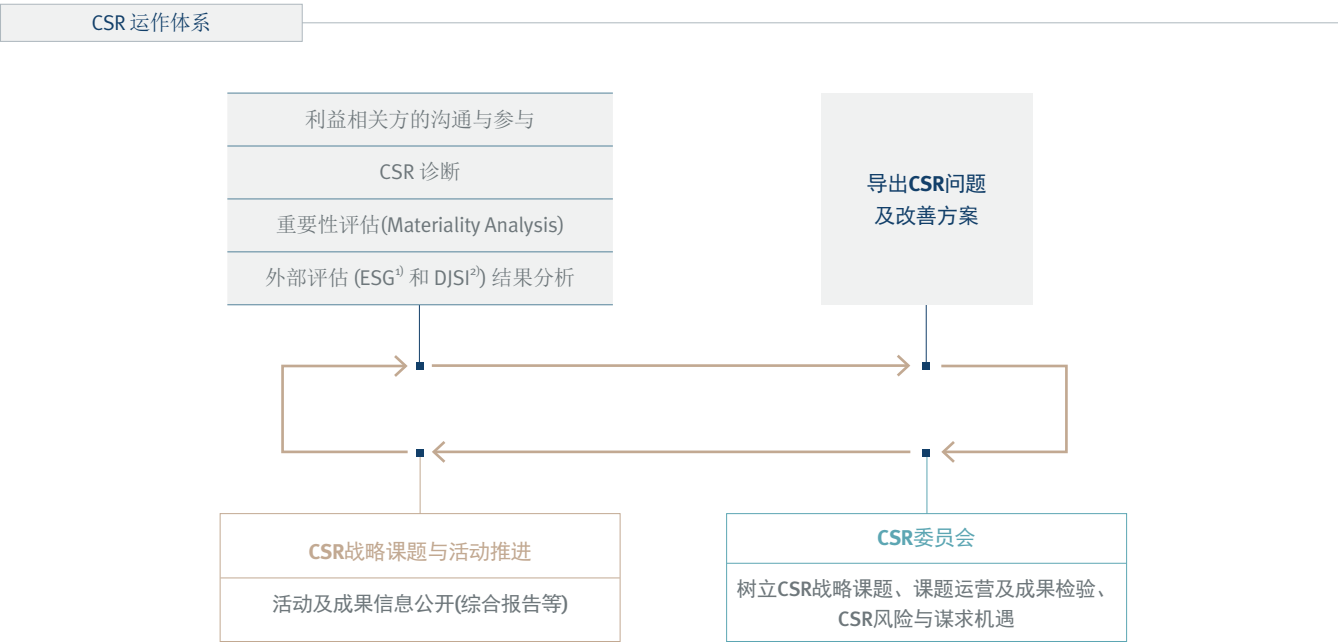 CSR 运作体系
利益相关方的沟通与参与
CSR 诊断
重要性评估(Materiality Analysis)
外部评估 (ESG¹⁾ 和 DJSI²⁾) 结果分析
导出CSR问题
及改善方案
CSR战略课题与活动推进
活动及成果信息公开(综合报告等)
CSR委员会
树立CSR战略课题、课题运营及成果检验、
CSR风险与谋求机遇